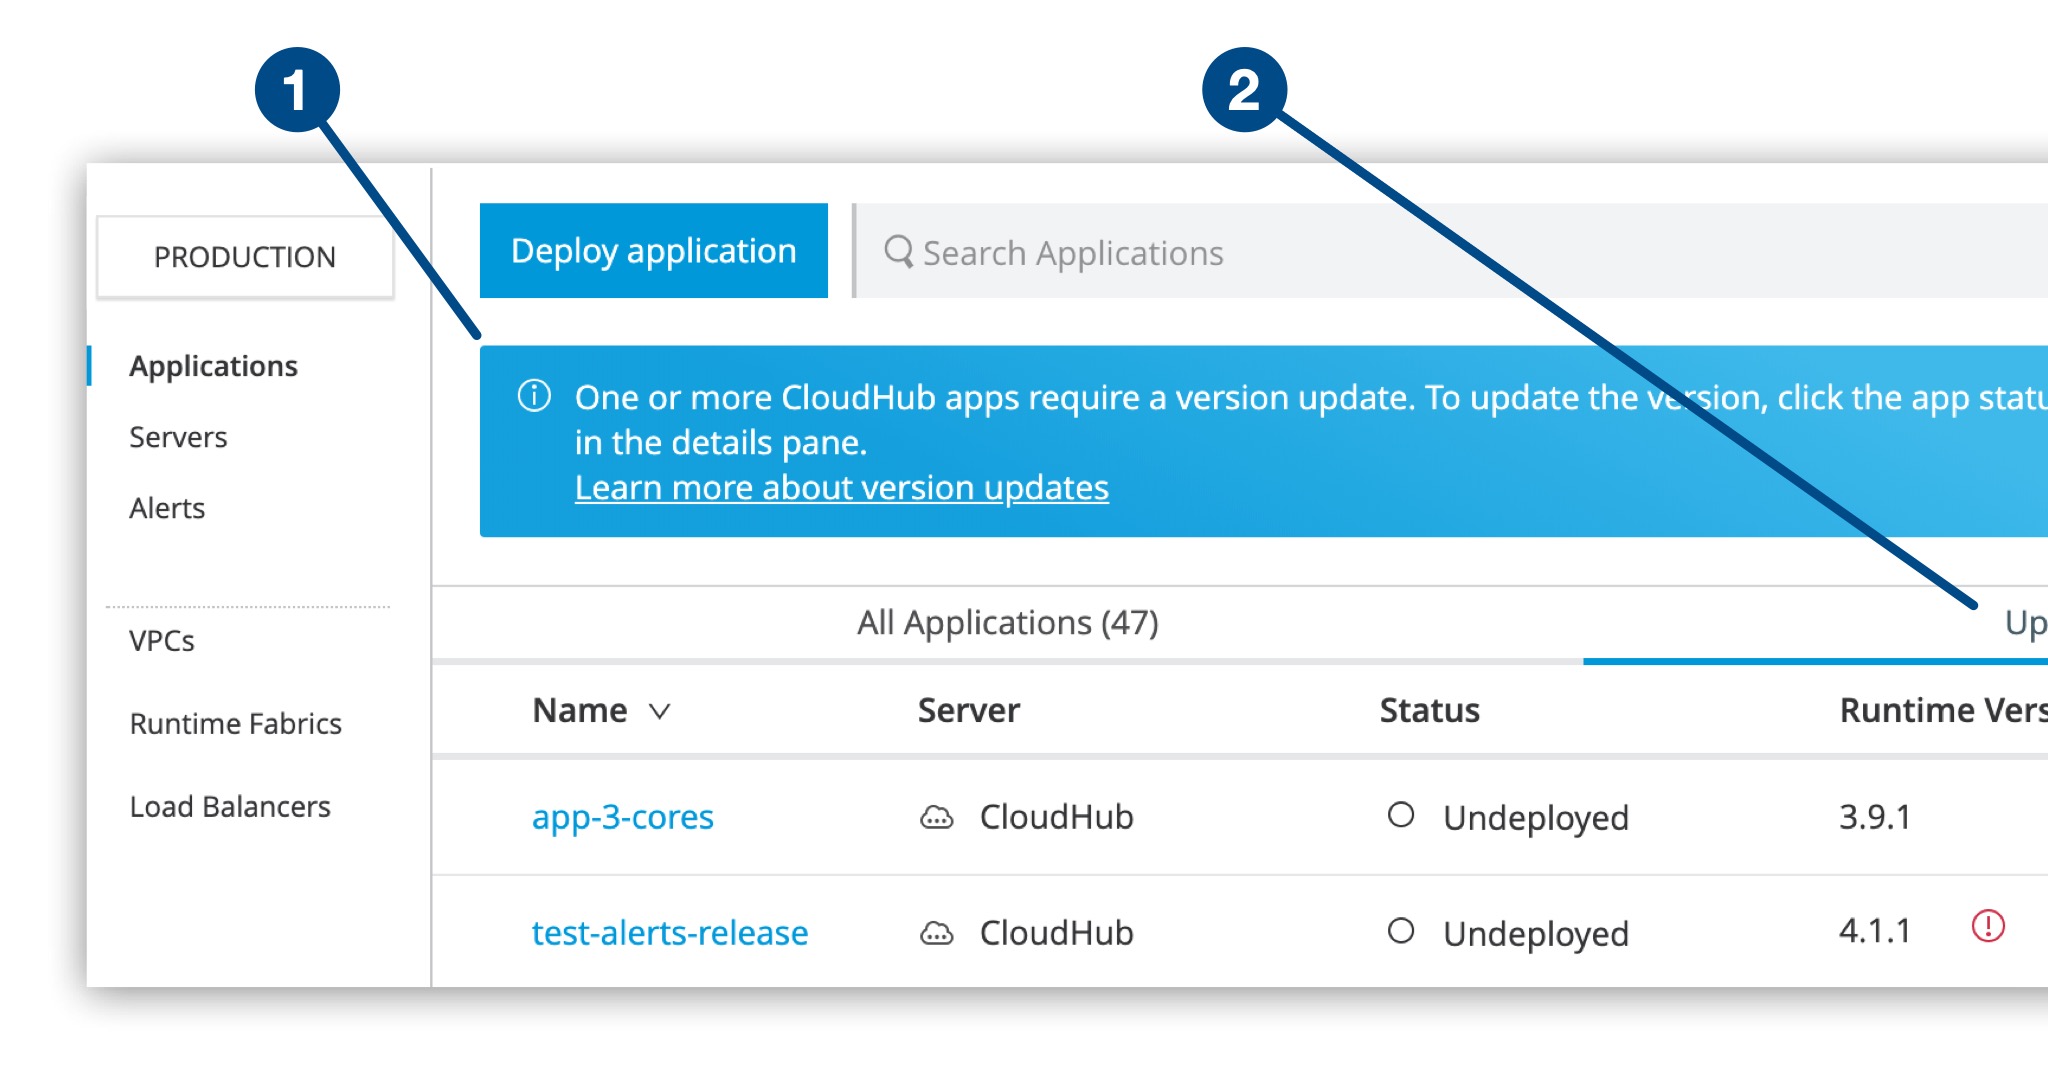 1
2
PRODUCTION
Deploy application
Search Applications
Applications
Servers
Alerts
VPCs
Runtime Fabrics
Load Balancers
One or more CloudHub apps require a version update. To update the version, click the app
in the details pane.
Learn more about version updates
All Applications (47)
Name
Server
Status
Runtime
app-3-cores
CloudHub
Undeployed
3.9.1
test-alerts-release
CloudHub
Undeployed
4.1.1